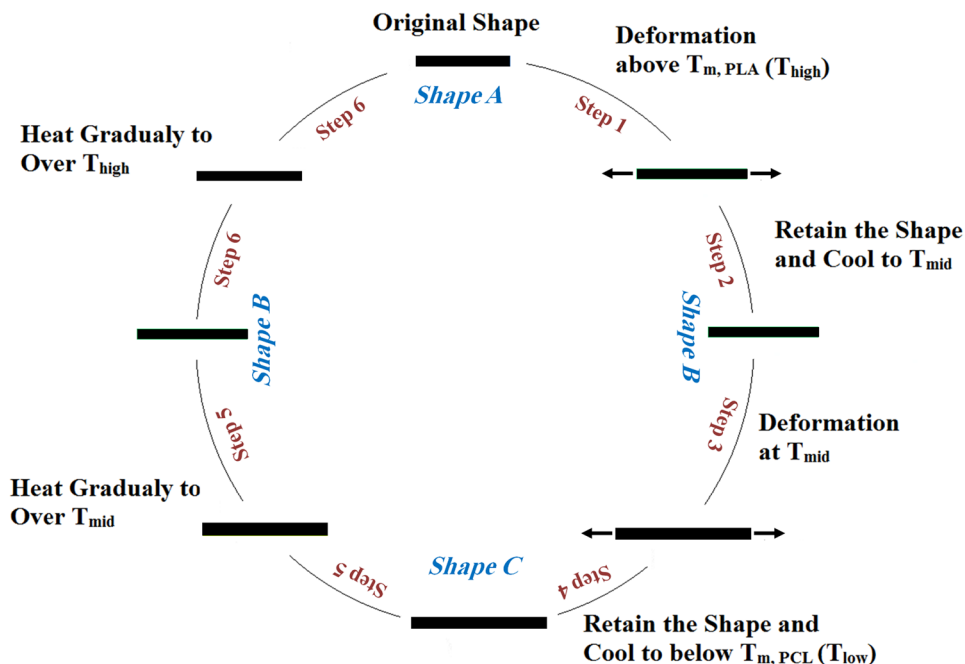 Original Shape
Shape A
Deformation
above Tm, PLA (Thigh)
Step 1
Retain the Shape
and Cool to Tmid
Step 2
Shape B
Step 3
Deformation
at Tmid
Step 4
Retain the Shape and
Cool to below Tm, PCL (Tlow)
Shape C
Step 5
Heat Gradualy to
Over Tmid
Step 5
Shape B
Step 6
Heat Gradualy to
Over Thigh
Step 6